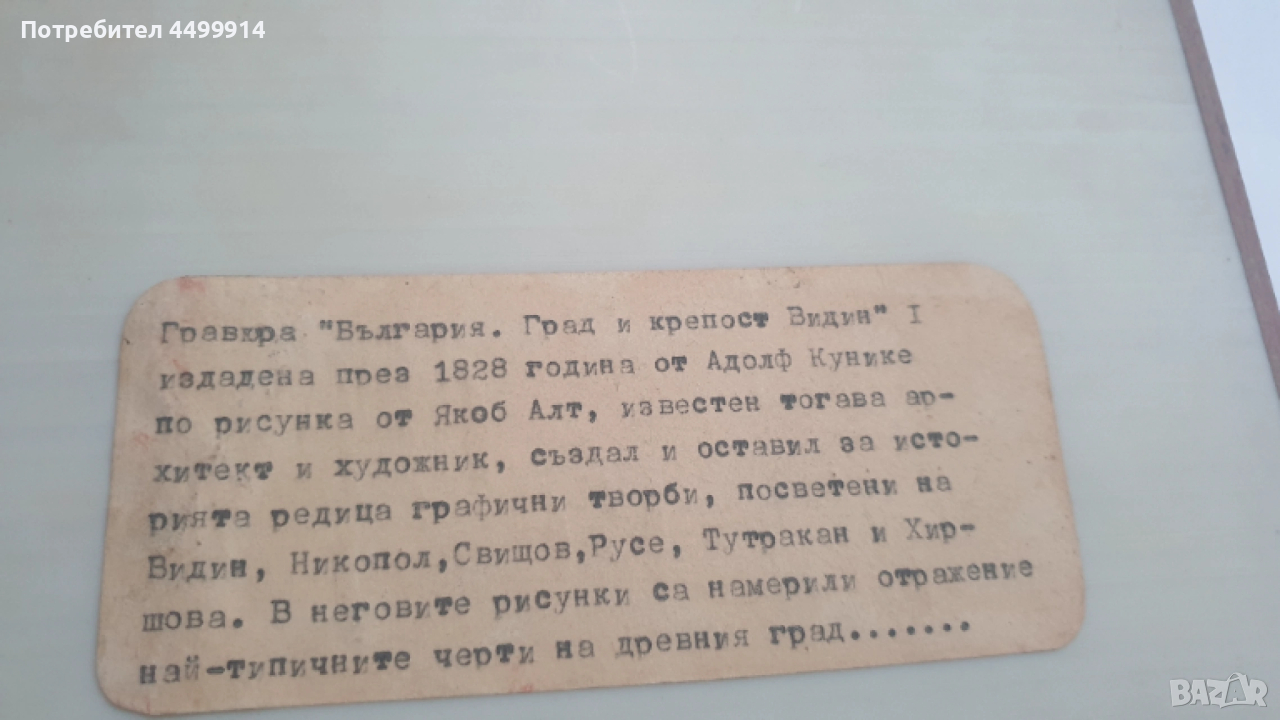 Потребител 4499914
Гравюра "България. Град и крепост Видин" I
издадена през 1828 година от Адолф Кунике
по рисунка от Якоб Алт, известен тогава ар-
хитект и художник, създал и оставил за исто-
рията редица графични творби, посветени на
Видин, Никопол,Свищов,Русе, Тутракан и Хир-
шова. В неговите рисунки са намерили отражение
най-типичните черти на древния град.......
BAZAR